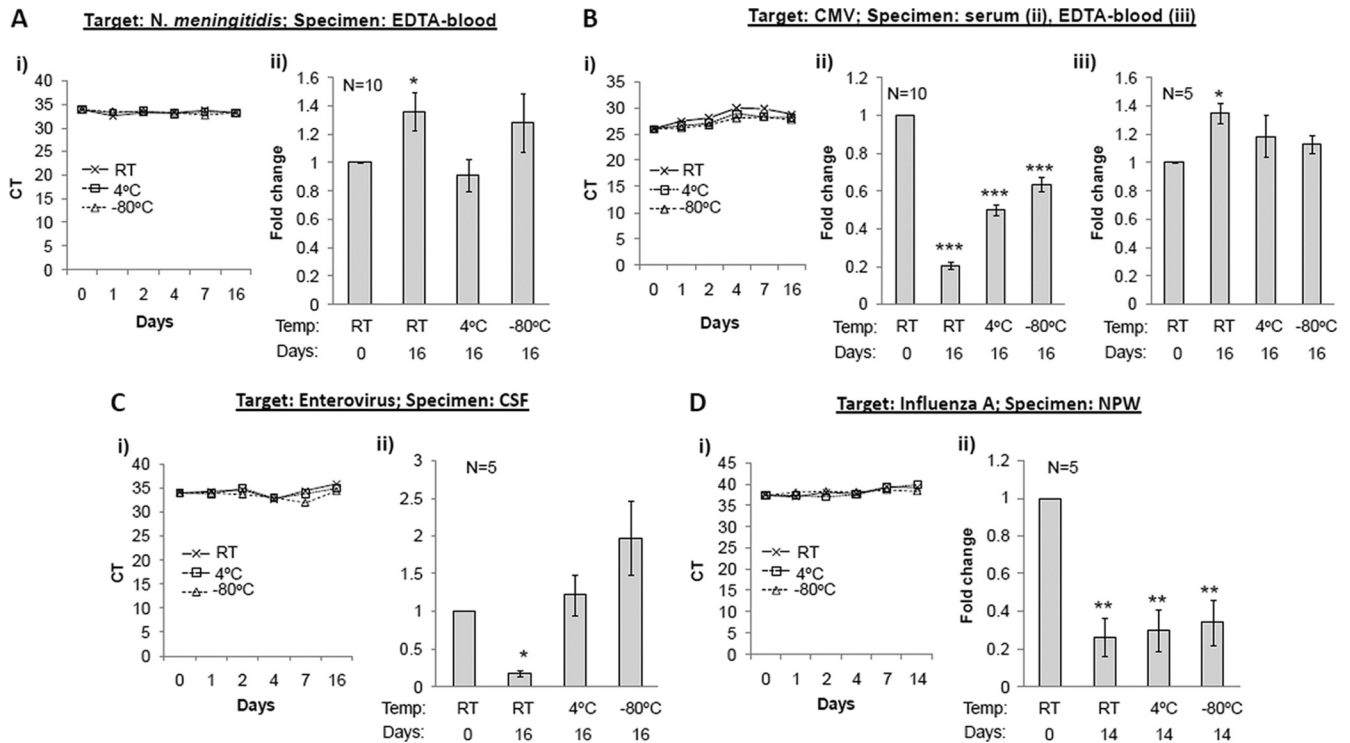 A
Target: N. meningitidis; Specimen: EDTA-blood
i)
40
35
30
25
20
15
10
5
0
CT
RT
4ºC
-80ºC
0 1 2 4 7 16
Days
ii)
1.6
1.4
1.2
1
0.8
0.6
0.4
0.2
0
Fold change
N=10
*
Temp: RT RT 4ºC -80ºC
Days: 0 16 16 16
B
Target: CMV; Specimen: serum (ii), EDTA-blood (iii)
i)
35
30
25
20
15
10
5
0
CT
RT
4ºC
-80ºC
0 1 2 4 7 16
Days
ii)
1.2
1
0.8
0.6
0.4
0.2
0
Fold change
N=10
*** *** ***
Temp: RT RT 4ºC -80ºC
Days: 0 16 16 16
iii)
1.6
1.4
1.2
1
0.8
0.6
0.4
0.2
0
Fold change
N=5
*
RT RT 4ºC -80ºC
0 16 16 16
C
Target: Enterovirus; Specimen: CSF
i)
40
35
30
25
20
15
10
5
0
CT
RT
4ºC
-80ºC
0 1 2 4 7 16
Days
ii)
3
2.5
2
1.5
1
0.5
0
N=5
*
Temp: RT RT 4ºC -80ºC
Days: 0 16 16 16
D
Target: Influenza A; Specimen: NPW
i)
45
40
35
30
25
20
15
10
5
0
CT
RT
4ºC
-80ºC
0 1 2 4 7 14
Days
ii)
1.2
1
0.8
0.6
0.4
0.2
0
Fold change
N=5
** ** **
Temp: RT RT 4ºC -80ºC
Days: 0 14 14 14